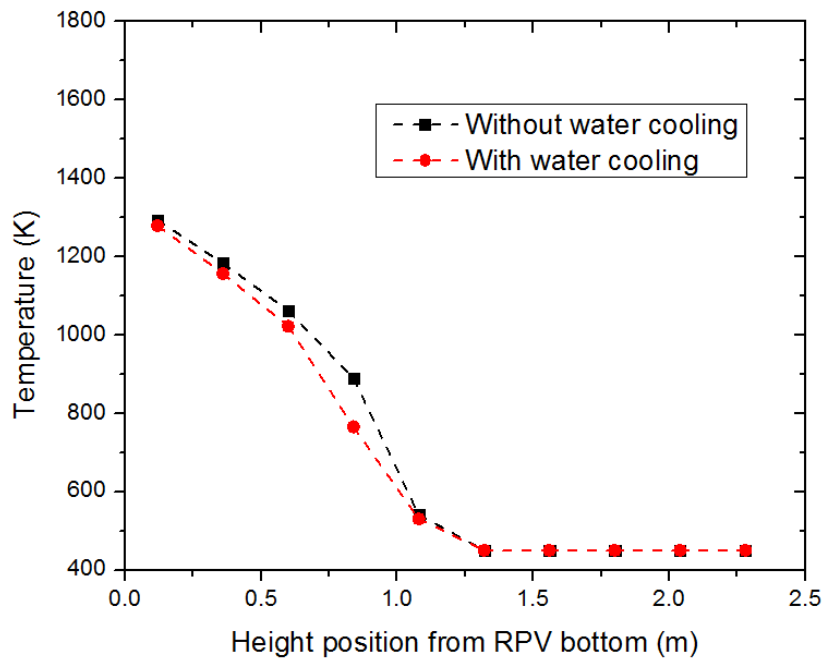 1800
1600
1400
1200
1000
800
600
400
Temperature (K)
Without water cooling
With water cooling
0.0 0.5 1.0 1.5 2.0 2.5
Height position from RPV bottom (m)